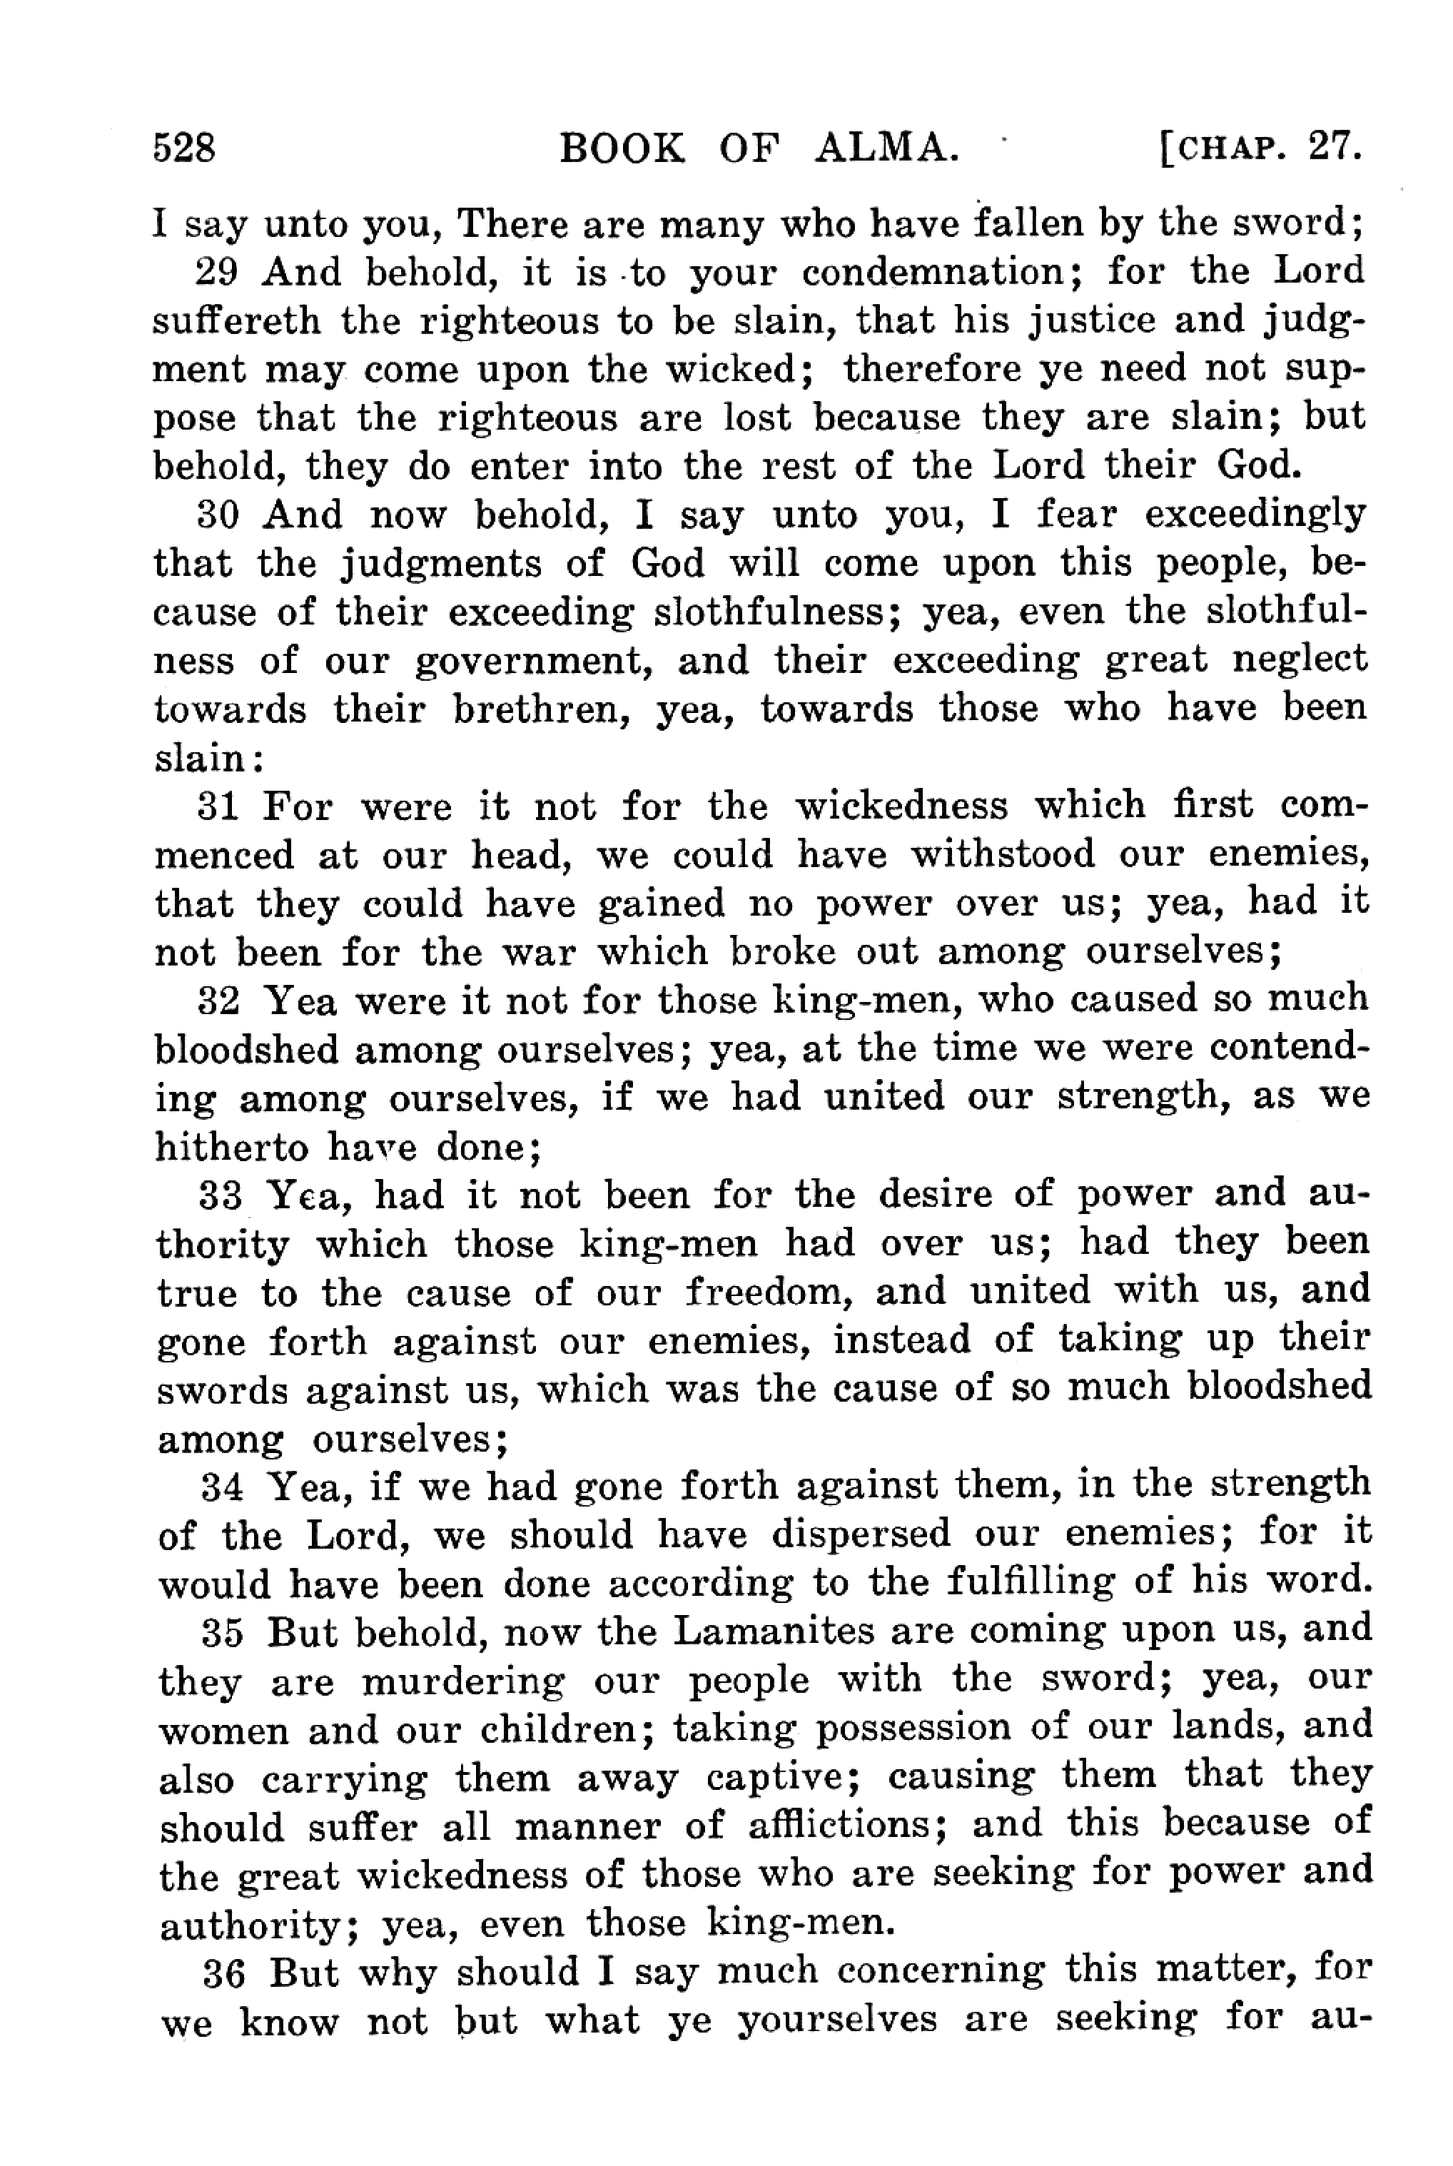 528 BOOK OF ALMA. [CHAP. 27.
I say unto you, There are many who have fallen by the sword;
29 And behold, it is to your condemnation; for the Lord
suffereth the righteous to be slain, that his justice and judg-
ment may come upon the wicked; therefore ye need not sup-
pose that the righteous are lost because they are slain; but
behold, they do enter into the rest of the Lord their God.
30 And now behold, I say unto you, I fear exceedingly
that the judgments of God will come upon this people, be-
cause of their exceeding slothfulness; yea, even the slothful-
ness of our government, and their exceeding great neglect
towards their brethren, yea, towards those who have been
slain:
31 For were it not for the wickedness which first com-
menced at our head, we could have withstood our enemies,
that they could have gained no power over us; yea, had it
not been for the war which broke out among ourselves;
32 Yea were it not for those king-men, who caused so much
bloodshed among ourselves; yea, at the time we were contend-
ing among ourselves, if we had united our strength, as we
hitherto have done;
33 Yea, had it not been for the desire of power and au-
thority which those king-men had over us; had they been
true to the cause of our freedom, and united with us, and
gone forth against our enemies, instead of taking up their
swords against us, which was the cause of so much bloodshed
among ourselves;
34 Yea, if we had gone forth against them, in the strength
of the Lord, we should have dispersed our enemies; for it
would have been done according to the fulfilling of his word.
35 But behold, now the Lamanites are coming upon us, and
they are murdering our people with the sword; yea, our
women and our children; taking possession of our lands, and
also carrying them away captive; causing them that they
should suffer all manner of afflictions; and this because of
the great wickedness of those who are seeking for power and
authority; yea, even those king-men.
36 But why should I say much concerning this matter, for
we know not but what ye yourselves are seeking for au-